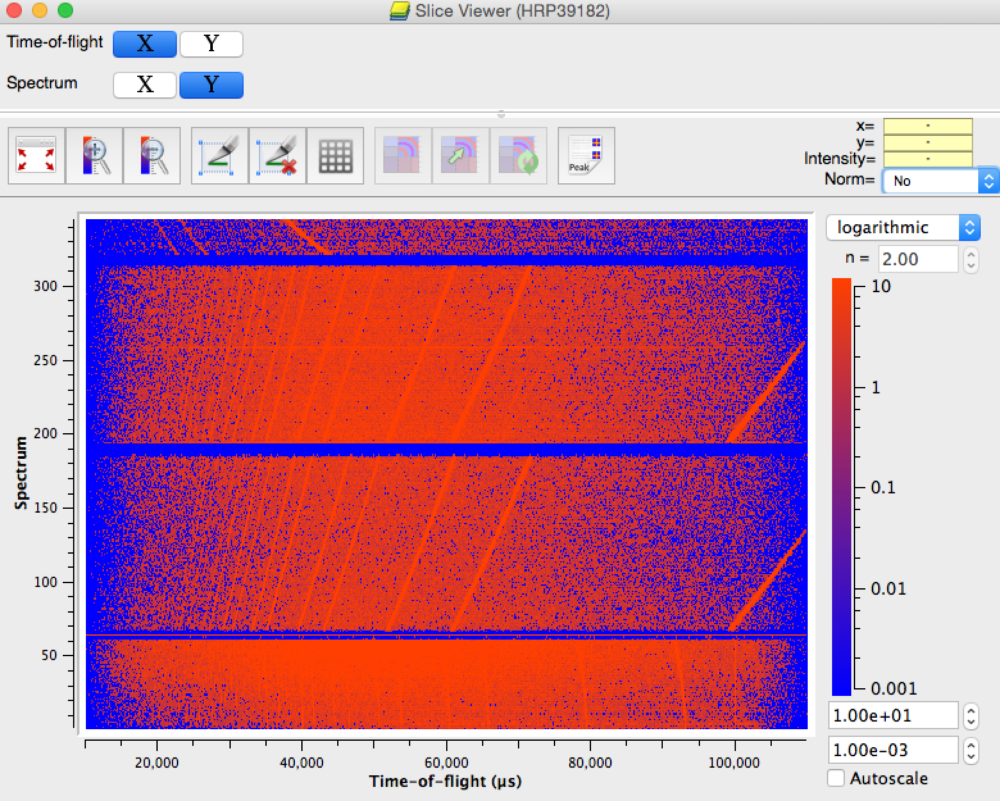 Slice Viewer (HRP39182)
Time-of-flight X Y
Spectrum X Y
x= -
y= -
Intensity= -
Norm= No
Peak
logarithmic
n = 2.00
10
1
0.1
0.01
0.001
1.00e+01
1.00e-03
Autoscale
Spectrum
300
250
200
150
100
50
20,000 40,000 60,000 80,000 100,000
Time-of-flight (µs)